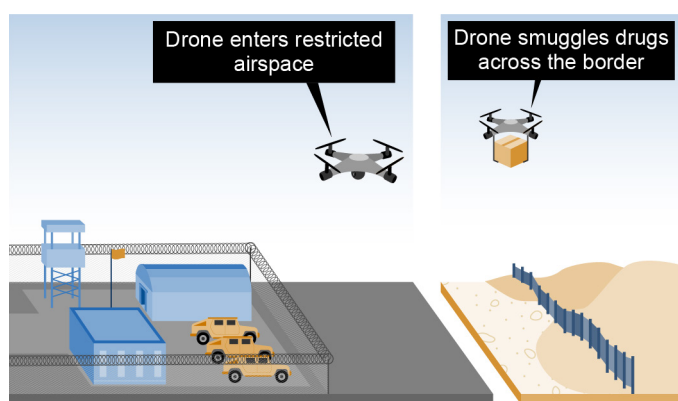 Drone enters restricted
airspace
Drone smuggles drugs
across the border